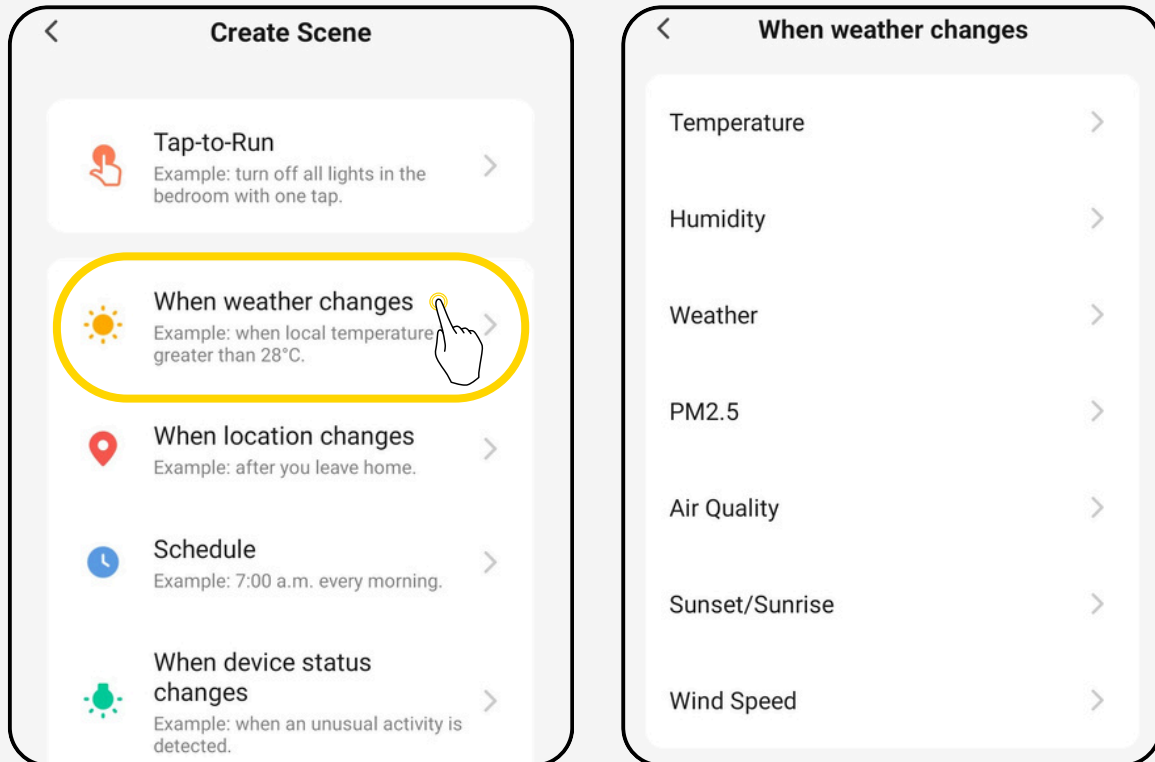 Create Scene
Tap-to-Run
Example: turn off all lights in the
bedroom with one tap.
When weather changes
Example: when local temperature
greater than 28°C.
When location changes
Example: after you leave home.
Schedule
Example: 7:00 a.m. every morning.
When device status
changes
Example: when an unusual activity is
detected.
When weather changes
Temperature
Humidity
Weather
PM2.5
Air Quality
Sunset/Sunrise
Wind Speed